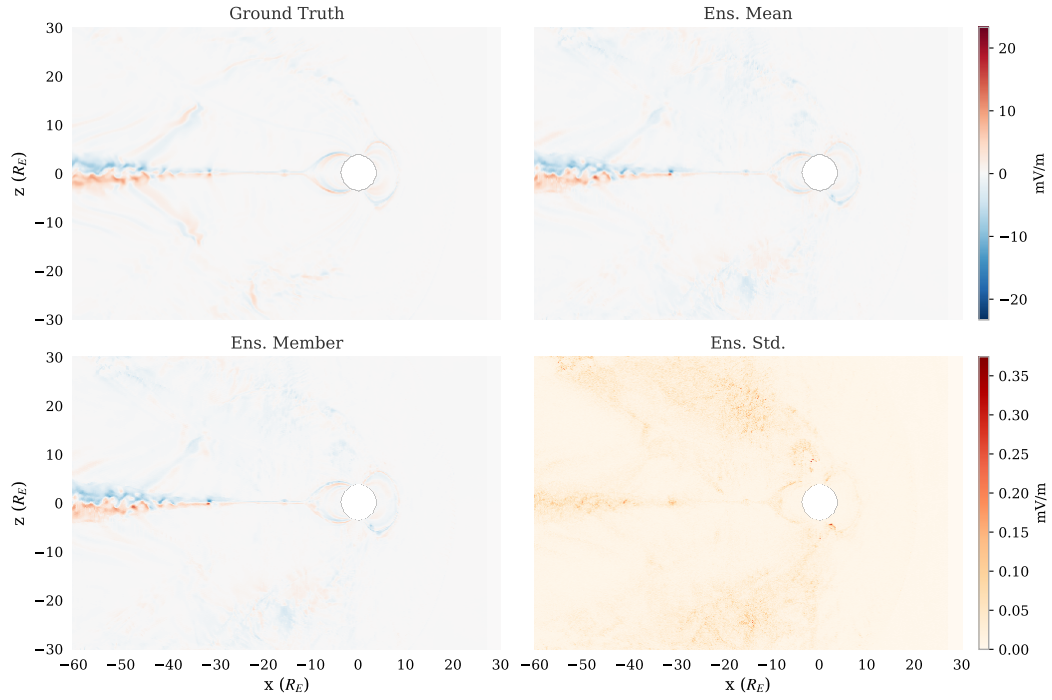 Ground Truth
Ens. Mean
30
20
10
0
−10
−20
−30
z (R_E)
20
10
0
−10
−20
mV/m
Ens. Member
Ens. Std.
30
20
10
0
−10
−20
−30
z (R_E)
0.35
0.30
0.25
0.20
0.15
0.10
0.05
0.00
mV/m
−60 −50 −40 −30 −20 −10 0 10 20 30
−60 −50 −40 −30 −20 −10 0 10 20 30
x (R_E)
x (R_E)